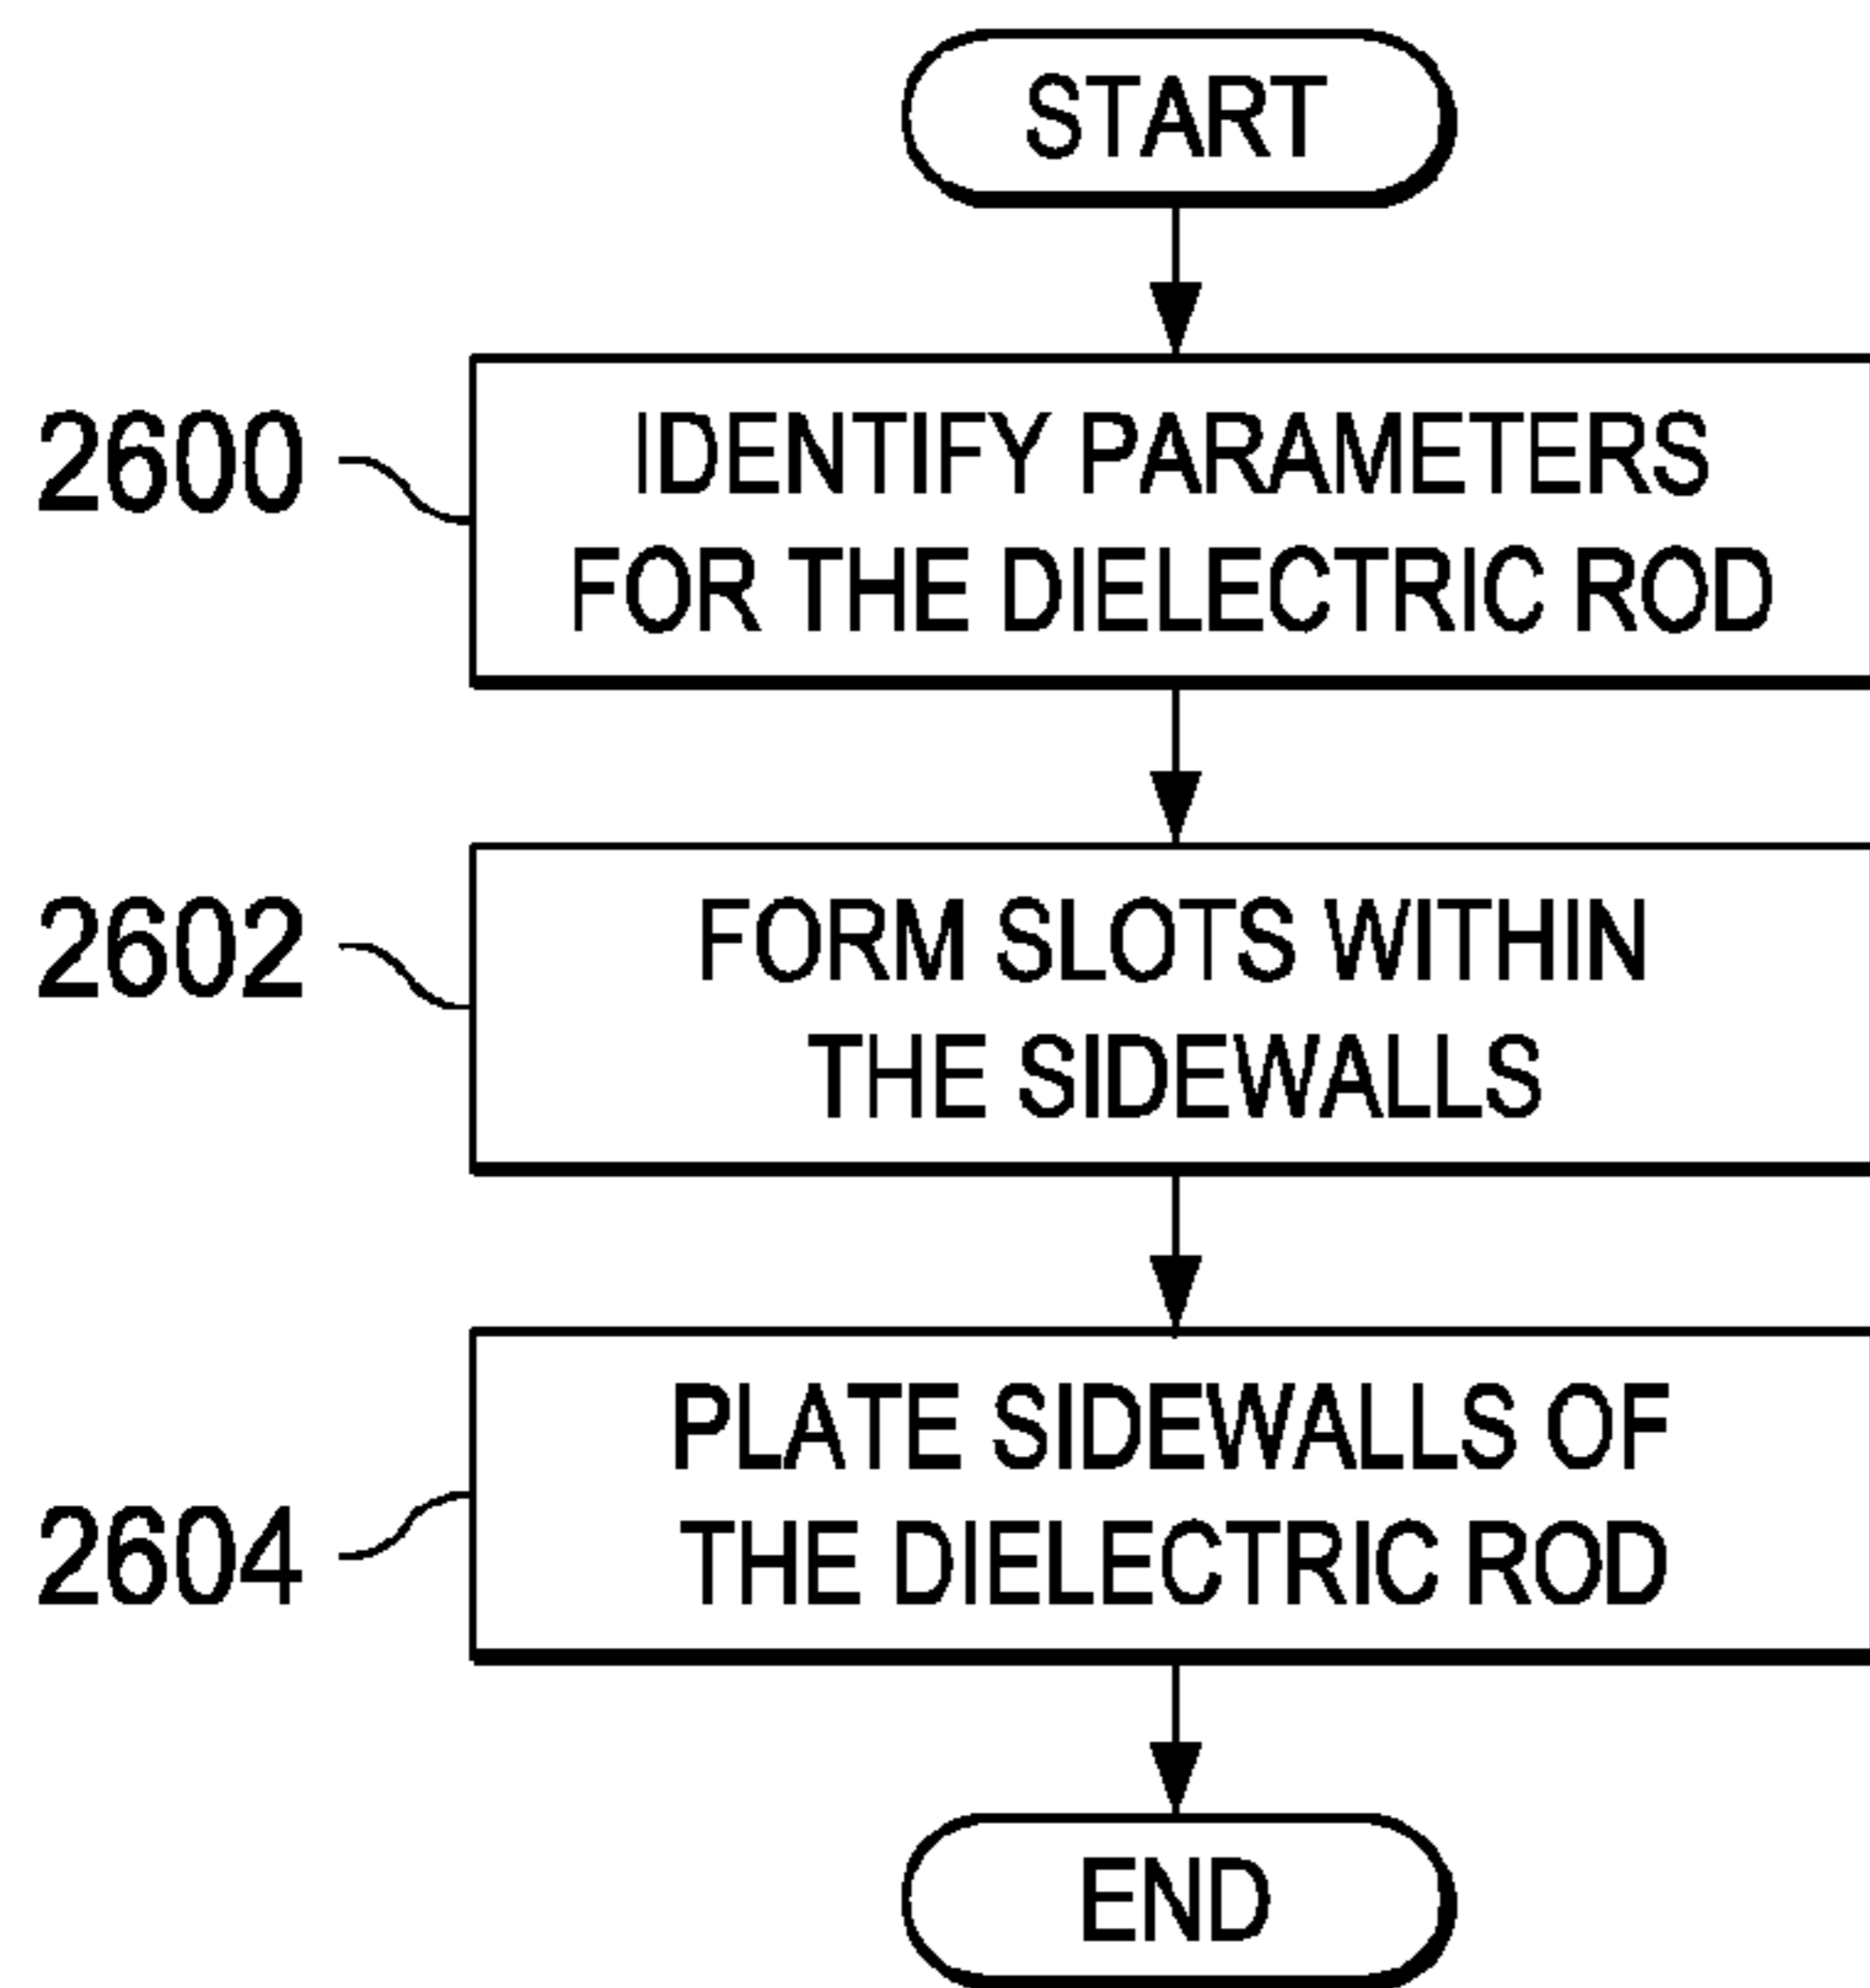 START
2600
IDENTIFY PARAMETERS
FOR THE DIELECTRIC ROD
2602
FORM SLOTS WITHIN
THE SIDEWALLS
2604
PLATE SIDEWALLS OF
THE DIELECTRIC ROD
END